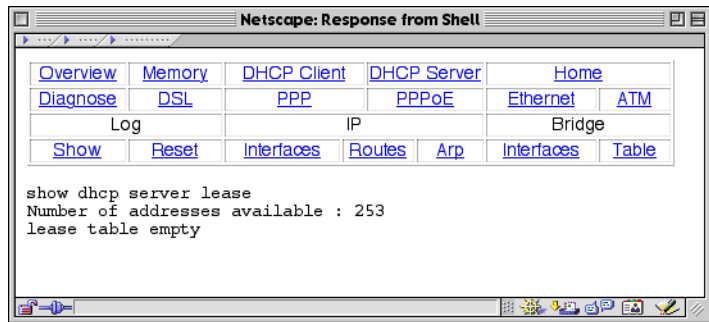 Netscape: Response from Shell
Overview Memory DHCP Client DHCP Server Home
Diagnose DSL PPP PPPoE Ethernet ATM
Log IP Bridge
Show Reset Interfaces Routes Arp Interfaces Table
show dhcp server lease
Number of addresses available : 253
lease table empty